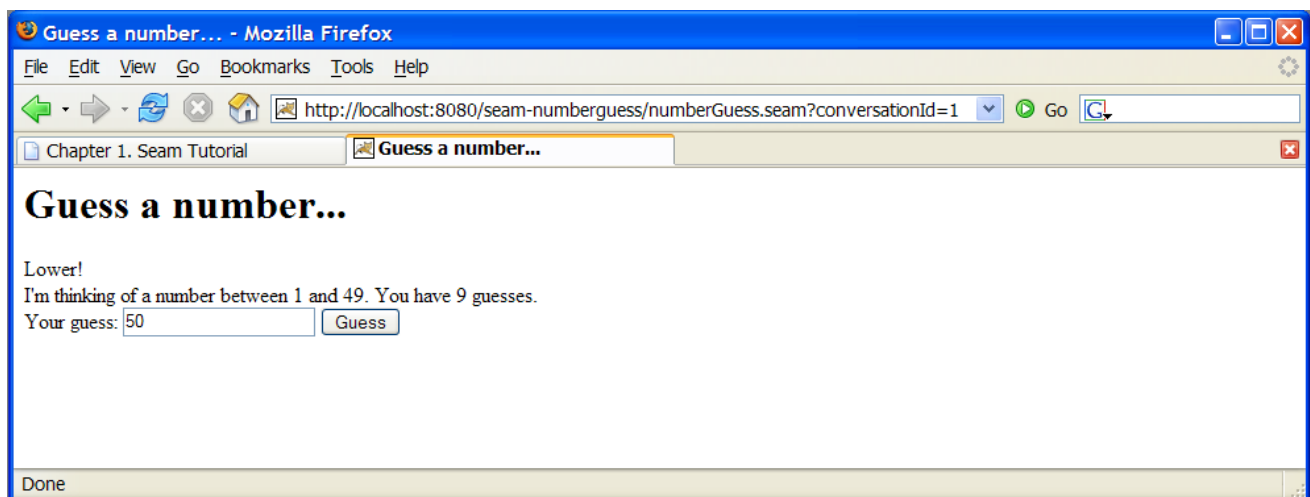 Guess a number... - Mozilla Firefox
File Edit View Go Bookmarks Tools Help
http://localhost:8080/seam-numberguess/numberGuess.seam?conversationId=1 Go G
Chapter 1. Seam Tutorial Guess a number...
Guess a number...
Lower!
I'm thinking of a number between 1 and 49. You have 9 guesses.
Your guess: 50 Guess
Done